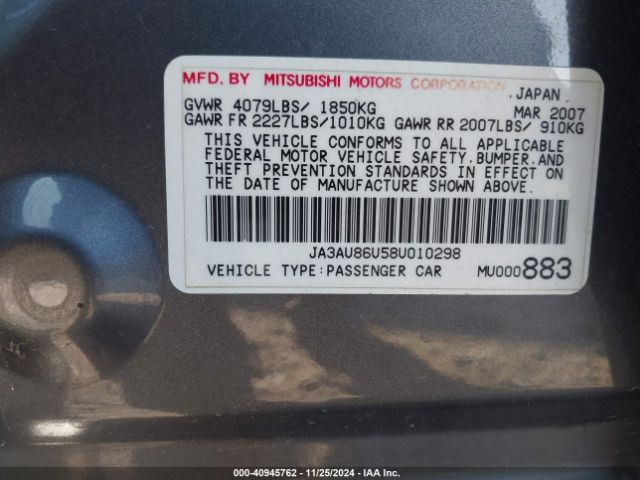 MFD. BY MITSUBISHI MOTORS CORPORATION JAPAN
GVWR 4079LBS/ 1850KG MAR 2007
GAWR FR 2227LBS/1010KG GAWR RR 2007LBS/ 910KG
THIS VEHICLE CONFORMS TO ALL APPLICABLE
FEDERAL MOTOR VEHICLE SAFETY.BUMPER.AND
THEFT PREVENTION STANDARDS IN EFFECT ON
THE DATE OF MANUFACTURE SHOWN ABOVE.
JA3AU86U58U010298
VEHICLE TYPE:PASSENGER CAR MU000883
(IAA) 40945762 - 11/25/2024 - IAA Inc.